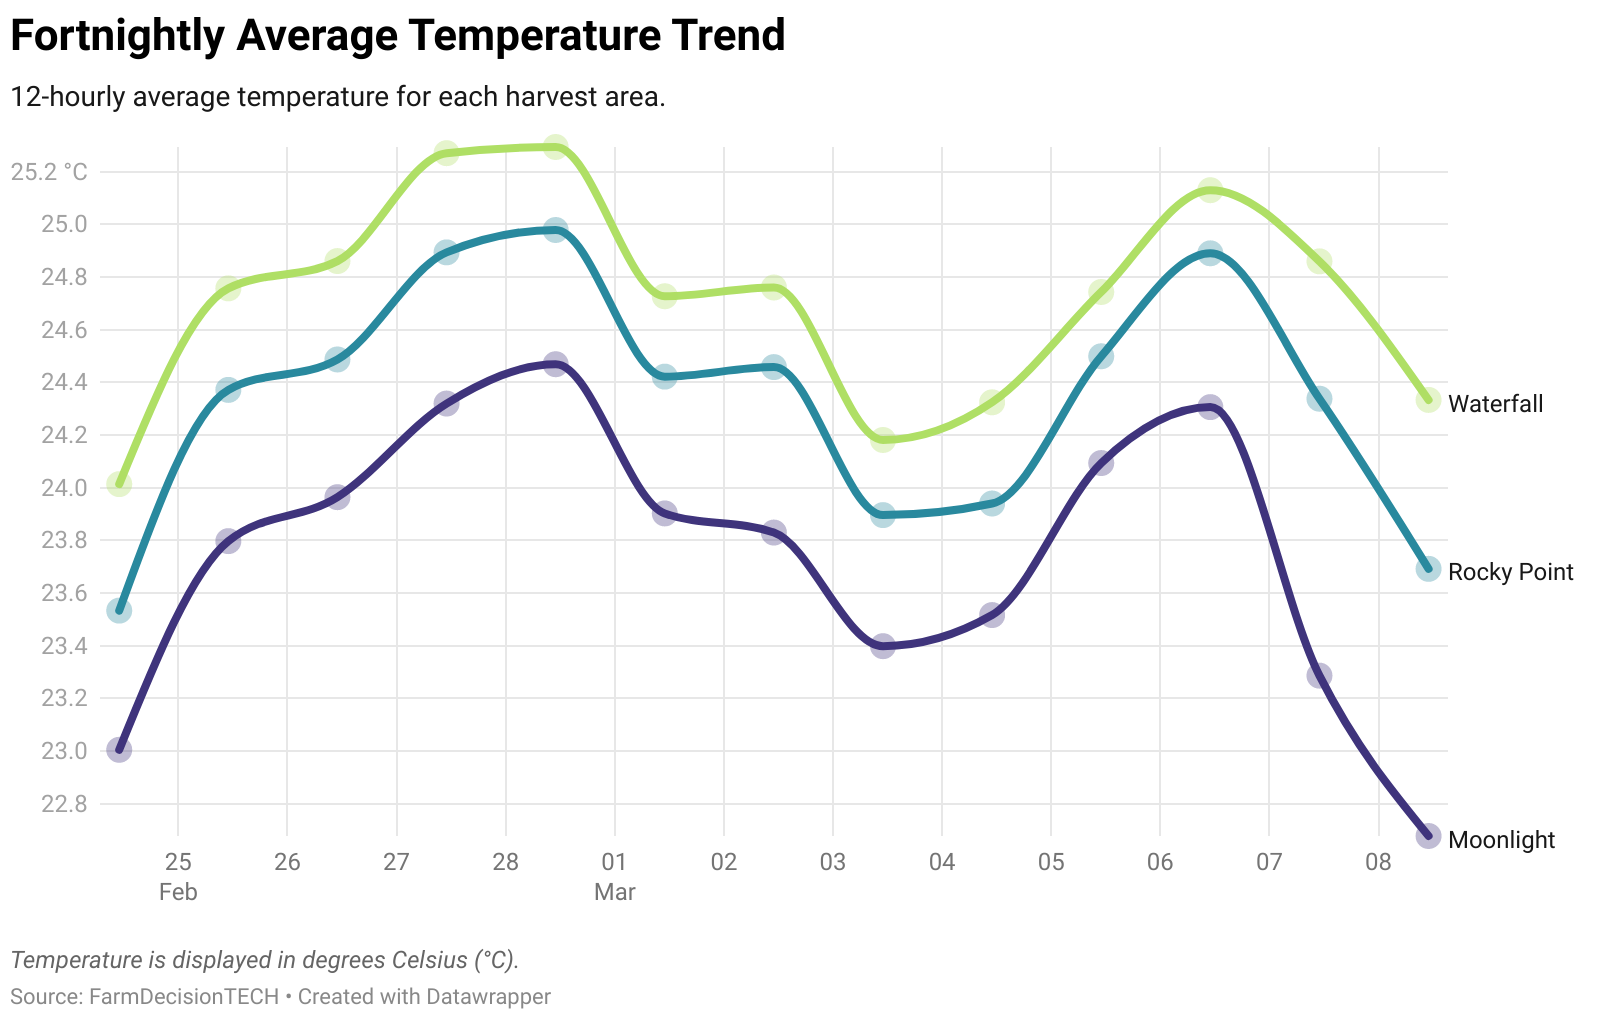 Fortnightly Average Temperature Trend
12-hourly average temperature for each harvest area.
25.2 °C
25.0
24.8
24.6
24.4
24.2
24.0
23.8
23.6
23.4
23.2
23.0
22.8
Waterfall
Rocky Point
Moonlight
25 26 27 28 01 02 03 04 05 06 07 08
Feb Mar
Temperature is displayed in degrees Celsius (°C).
Source: FarmDecisionTECH • Created with Datawrapper